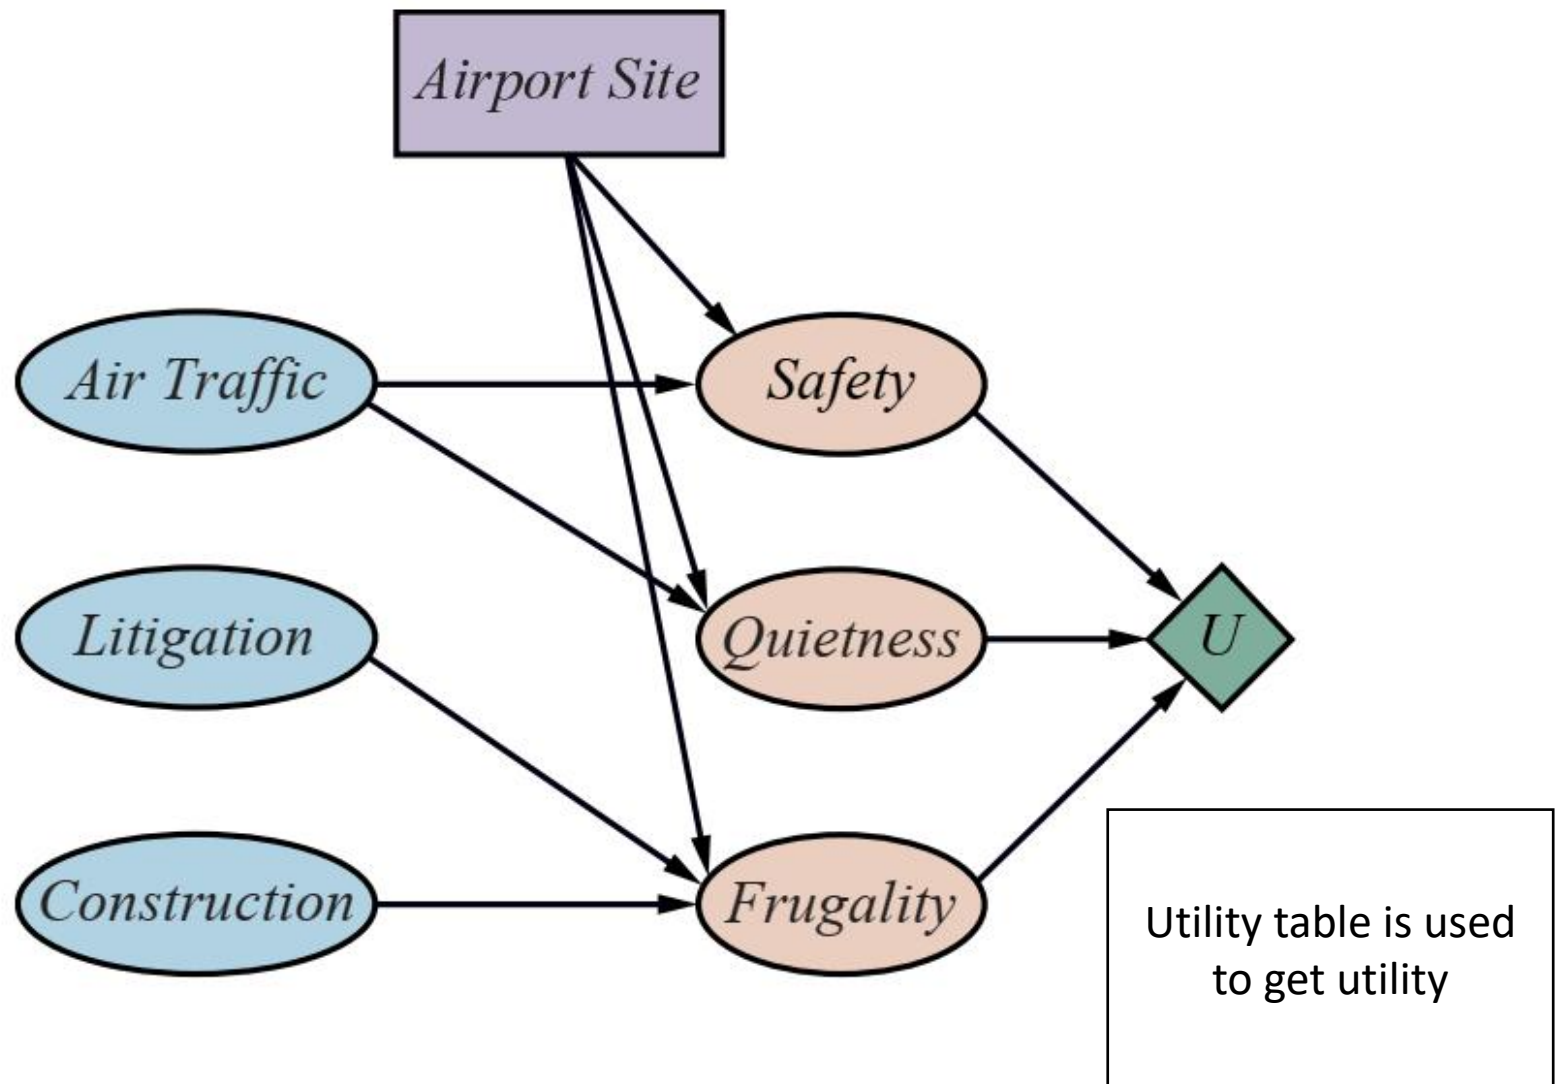 Airport Site
Air Traffic
Safety
Litigation
Quietness
U
Construction
Frugality
Utility table is used
to get utility